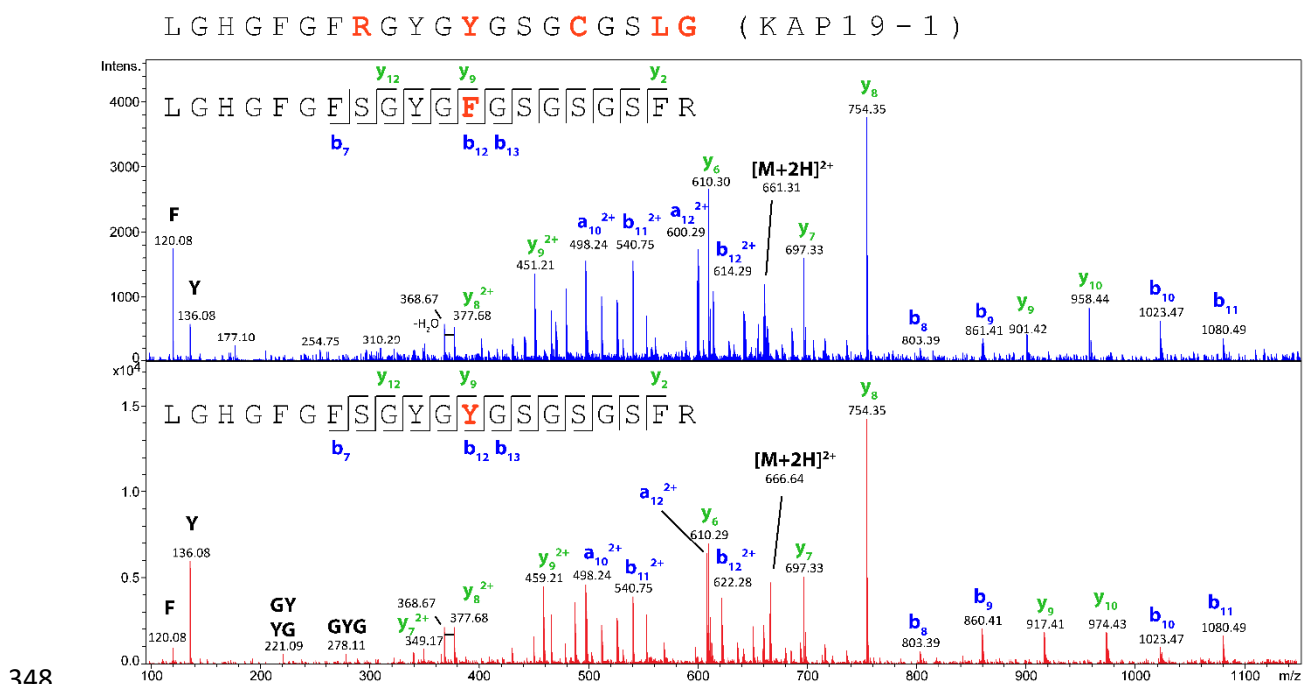 LGHGFGFRGYGYGSGCGSLG (KAP19-1)
Intens.
y12 y9 y2
LGHGFGFSGYGFGSGSGSFR
b7 b12 b13
4000
3000
2000
1000
F
120.08
Y
136.08
177.10
254.75
310.29
368.67
-H2O
y8 2+
377.68
y9 2+
451.21
a10 2+
498.24
b11 2+
540.75
a12 2+
600.29
y6
610.30
b12 2+
614.29
[M+2H]2+
661.31
y7
697.33
y8
754.35
b8
803.39
b9
861.41
y9
901.42
y10
958.44
b10
1023.47
b11
1080.49
x10^4
y12 y9 y2
LGHGFGFSGYGYGSGSGSFR
b7 b12 b13
1.5
1.0
0.5
0.0
F
120.08
Y
136.08
GY
YG
221.09
GYG
278.11
y7 2+
349.17
368.67
y8 2+
377.68
y9 2+
459.21
a10 2+
498.24
b11 2+
540.75
a12 2+
y6
610.29
b12 2+
622.28
[M+2H]2+
666.64
y7
697.33
y8
754.35
b8
803.39
b9
860.41
y9
917.41
y10
974.43
b10
1023.47
b11
1080.49
100 200 300 400 500 600 700 800 900 1000 1100 m/z
348